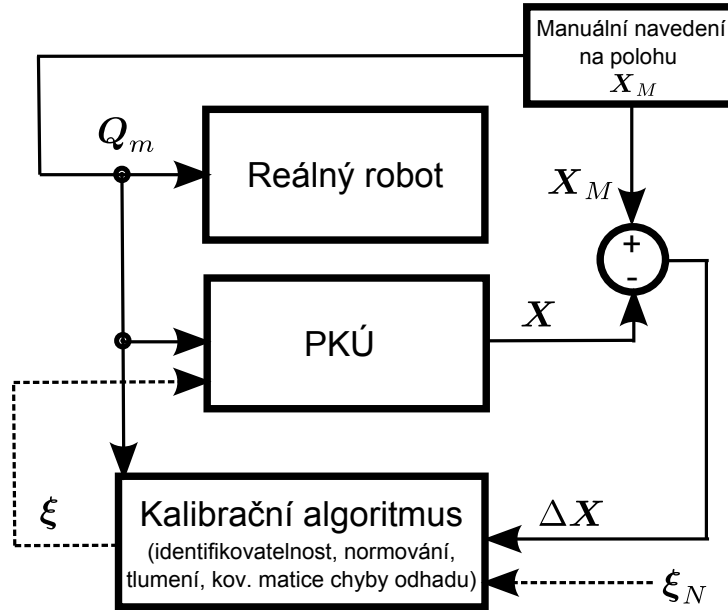 Manuální navedení
na polohu
X_M
Q_m
Reálný robot
X_M
+
-
X
PKÚ
ξ
Kalibrační algoritmus
(identifikovatelnost, normování,
tlumení, kov. matice chyby odhadu)
ΔX
ξ_N